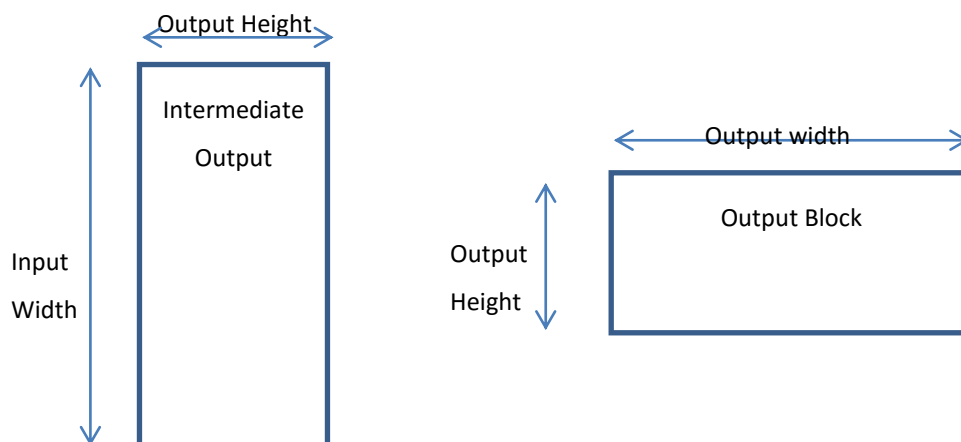 Output Height
Intermediate
Output
Input
Width
Output width
Output Block
Output
Height